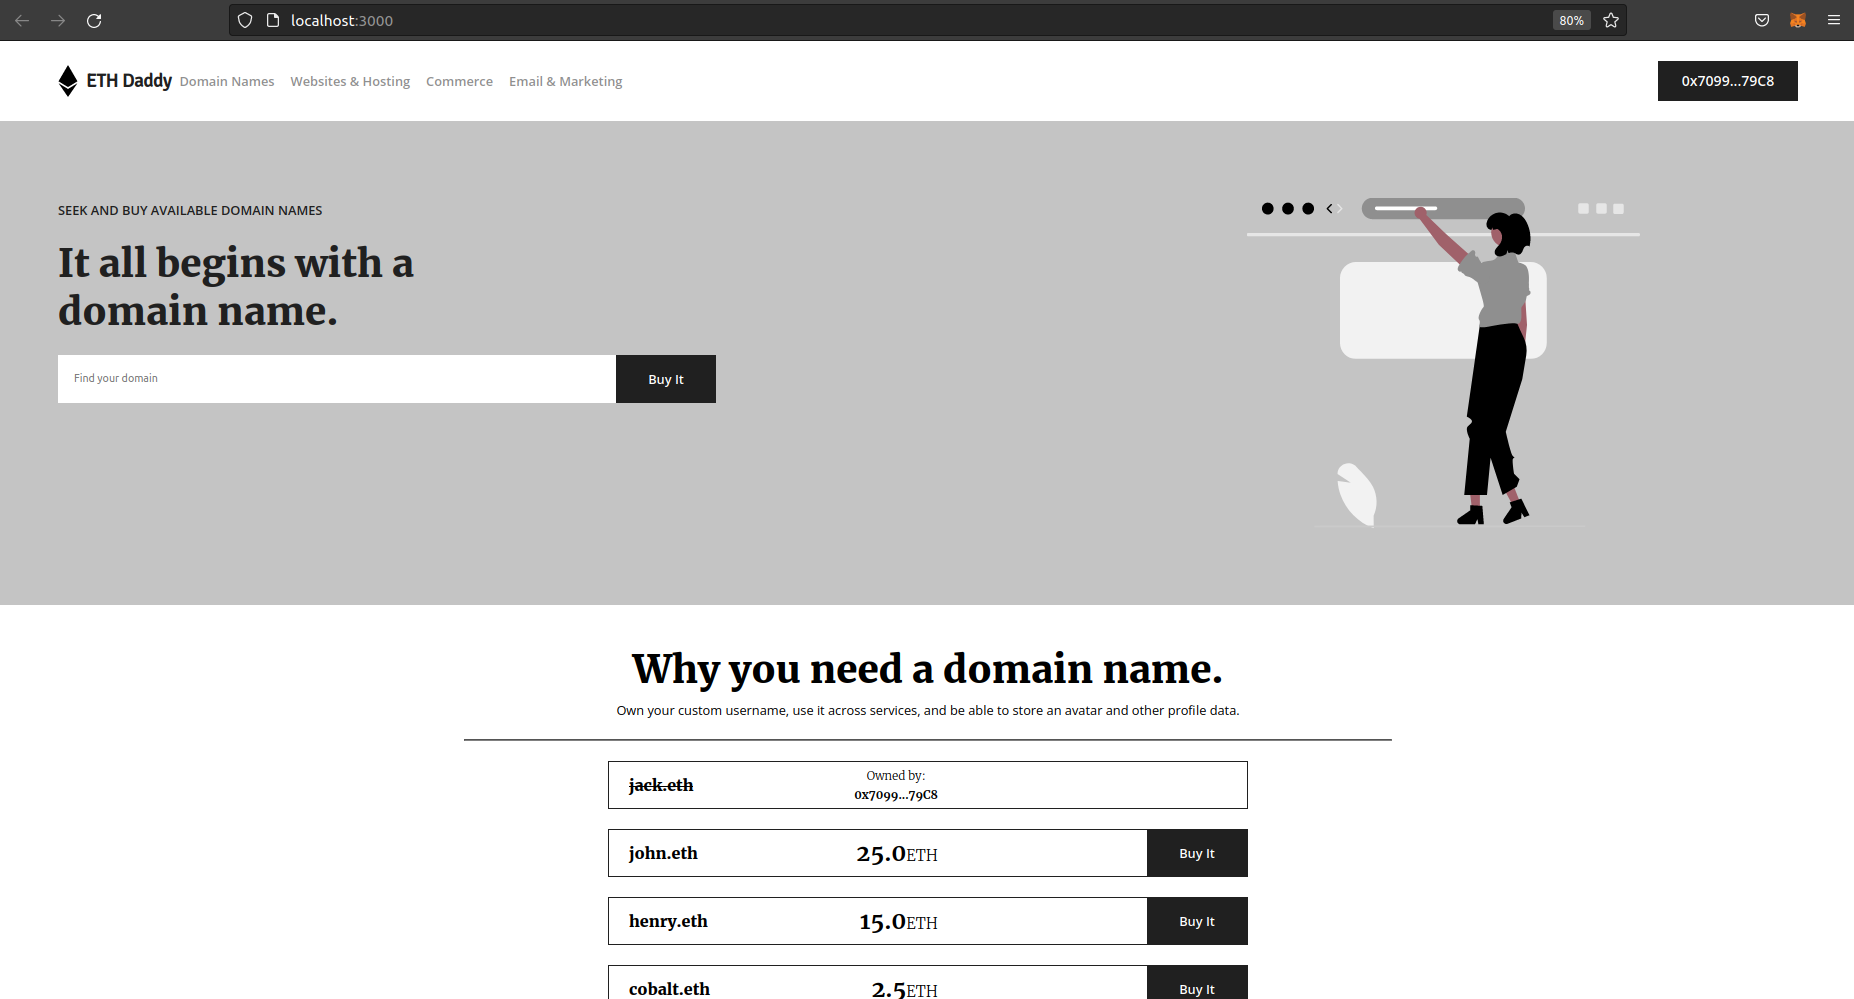 localhost:3000
80%
ETH Daddy Domain Names Websites & Hosting Commerce Email & Marketing
0x7099...79C8
SEEK AND BUY AVAILABLE DOMAIN NAMES
It all begins with a
domain name.
Find your domain
Buy It
Why you need a domain name.
Own your custom username, use it across services, and be able to store an avatar and other profile data.
jack.eth
Owned by:
0x7099...79C8
john.eth 25.0ETH Buy It
henry.eth 15.0ETH Buy It
cobalt.eth 2.5ETH Buy It